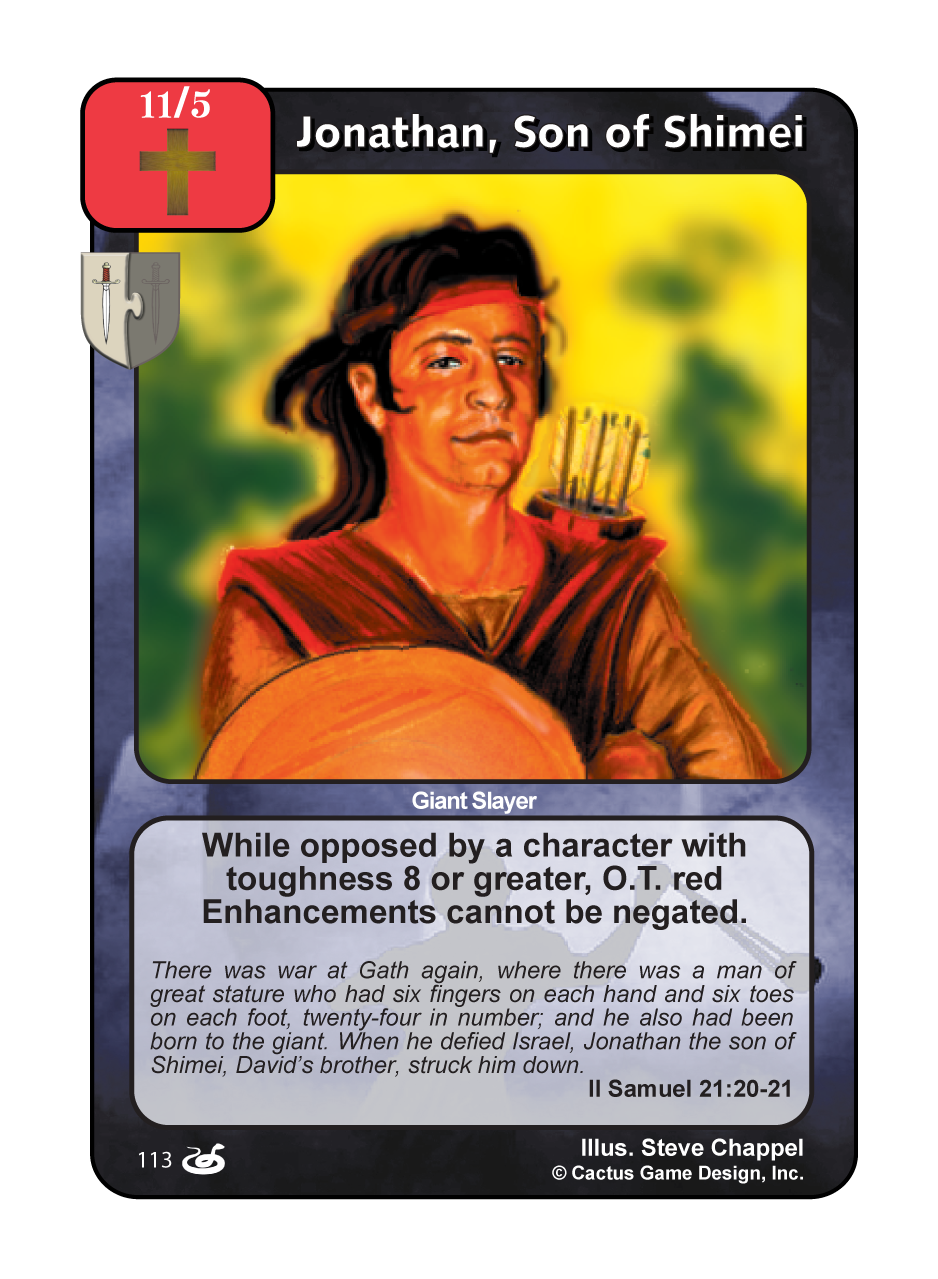 11/5
Jonathan, Son of Shimei
Giant Slayer
While opposed by a character with
toughness 8 or greater, O.T. red
Enhancements cannot be negated.
There was war at Gath again, where there was a man of
great stature who had six fingers on each hand and six toes
on each foot, twenty-four in number; and he also had been
born to the giant. When he defied Israel, Jonathan the son of
Shimei, David's brother, struck him down.
II Samuel 21:20-21
113
Illus. Steve Chappel
© Cactus Game Design, Inc.